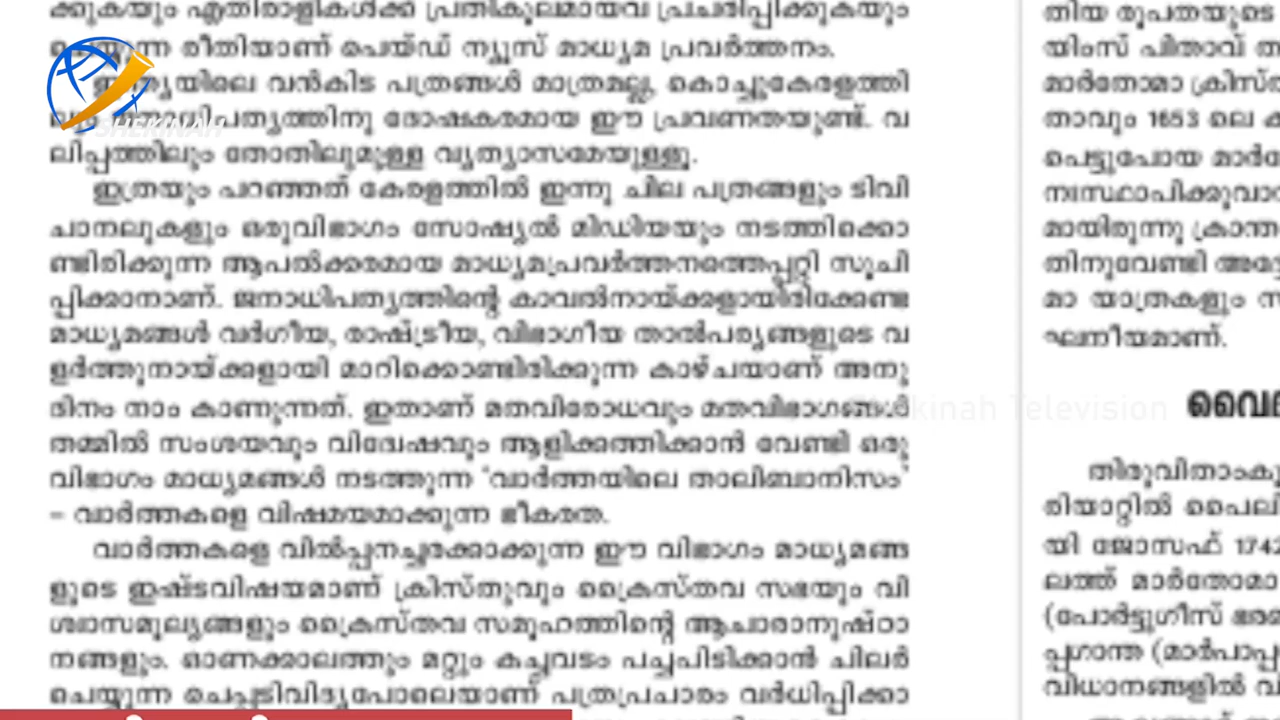 ക്കുകയും എതിരാളികൾക്ക് പ്രതികൂലമായവ പ്രചരിപ്പിക്കുകയും
ചെയ്യുന്ന രീതിയാണ് പെയ്ഡ് ന്യൂസ് മാധ്യമ പ്രവർത്തനം.
ഇന്ത്യയിലെ വൻകിട പത്രങ്ങൾ മാത്രമല്ല, കൊച്ചുകേരളത്തി
ദോഷകരമായ ഈ പ്രവണതയുണ്ട്. വ
ലിപ്പത്തിലും തോതിലുമുള്ള വ്യത്യാസമേയുള്ളൂ.
ഇത്രയും പറഞ്ഞത് കേരളത്തിൽ ഇന്നു ചില പത്രങ്ങളും ടിവി
ചാനലുകളും ഒരുവിഭാഗം സോഷ്യൽ മിഡിയയും നടത്തിക്കൊ
ണ്ടിരിക്കുന്ന ആപൽക്കരമായ മാധ്യമപ്രവർത്തനത്തെപ്പറ്റി സൂചി
പ്പിക്കാനാണ്. ജനാധിപത്യത്തിന്റെ കാവൽനായ്ക്കളായിരിക്കേണ്ട
മാധ്യമങ്ങൾ വർഗീയ, രാഷ്ട്രീയ, വിഭാഗീയ താൽപര്യങ്ങളുടെ വ
ളർത്തുനായ്ക്കളായി മാറിക്കൊണ്ടിരിക്കുന്ന കാഴ്ചയാണ് അനു
ദിനം നാം കാണുന്നത്. ഇതാണ് മതവിരോധവും മതവിഭാഗങ്ങൾ
തമ്മിൽ സംശയവും വിദ്വേഷവും ആളിക്കത്തിക്കാൻ വേണ്ടി ഒരു
വിഭാഗം മാധ്യമങ്ങൾ നടത്തുന്ന 'വാർത്തയിലെ താലിബാനിസം'
– വാർത്തകളെ വിഷമയമാക്കുന്ന ഭീകരത.
വാർത്തകളെ വിൽപ്പനച്ചരക്കാക്കുന്ന ഈ വിഭാഗം മാധ്യമങ്ങ
ളുടെ ഇഷ്ടവിഷയമാണ് ക്രിസ്തുവും ക്രൈസ്തവ സഭയും വി
ശ്വാസമൂല്യങ്ങളും ക്രൈസ്തവ സമൂഹത്തിന്റെ ആചാരാനുഷ്ഠാ
നങ്ങളും. ഓണക്കാലത്തും മറ്റും കച്ചവടം പച്ചപിടിക്കാൻ ചിലർ
ചെയ്യുന്ന ചെപ്പടിവിദ്യപോലെയാണ് പത്രപ്രചാരം വർധിപ്പിക്കാ
തിയ രൂപതയുടെ
യിംസ് പിതാവ്
മാർതോമാ
താവും 1653 ലെ
പെട്ടുപോയ
നഃസ്ഥാപിക്കുവാ
മായിരുന്നു
തിനുവേണ്ടി
മാ യാത്രകളും
ഘനീയമാണ്.
തിരുവിതാംകൂ
രിയാറ്റിൽ
യി ജോസഫ് 1742
ലത്ത് മാർതോമാ
(പോർട്ടുഗീസ്
പ്പഗാന്ത (മാർപാപ്പ
വിധാനങ്ങളിൽ
SHEKINAH
Shekinah Television